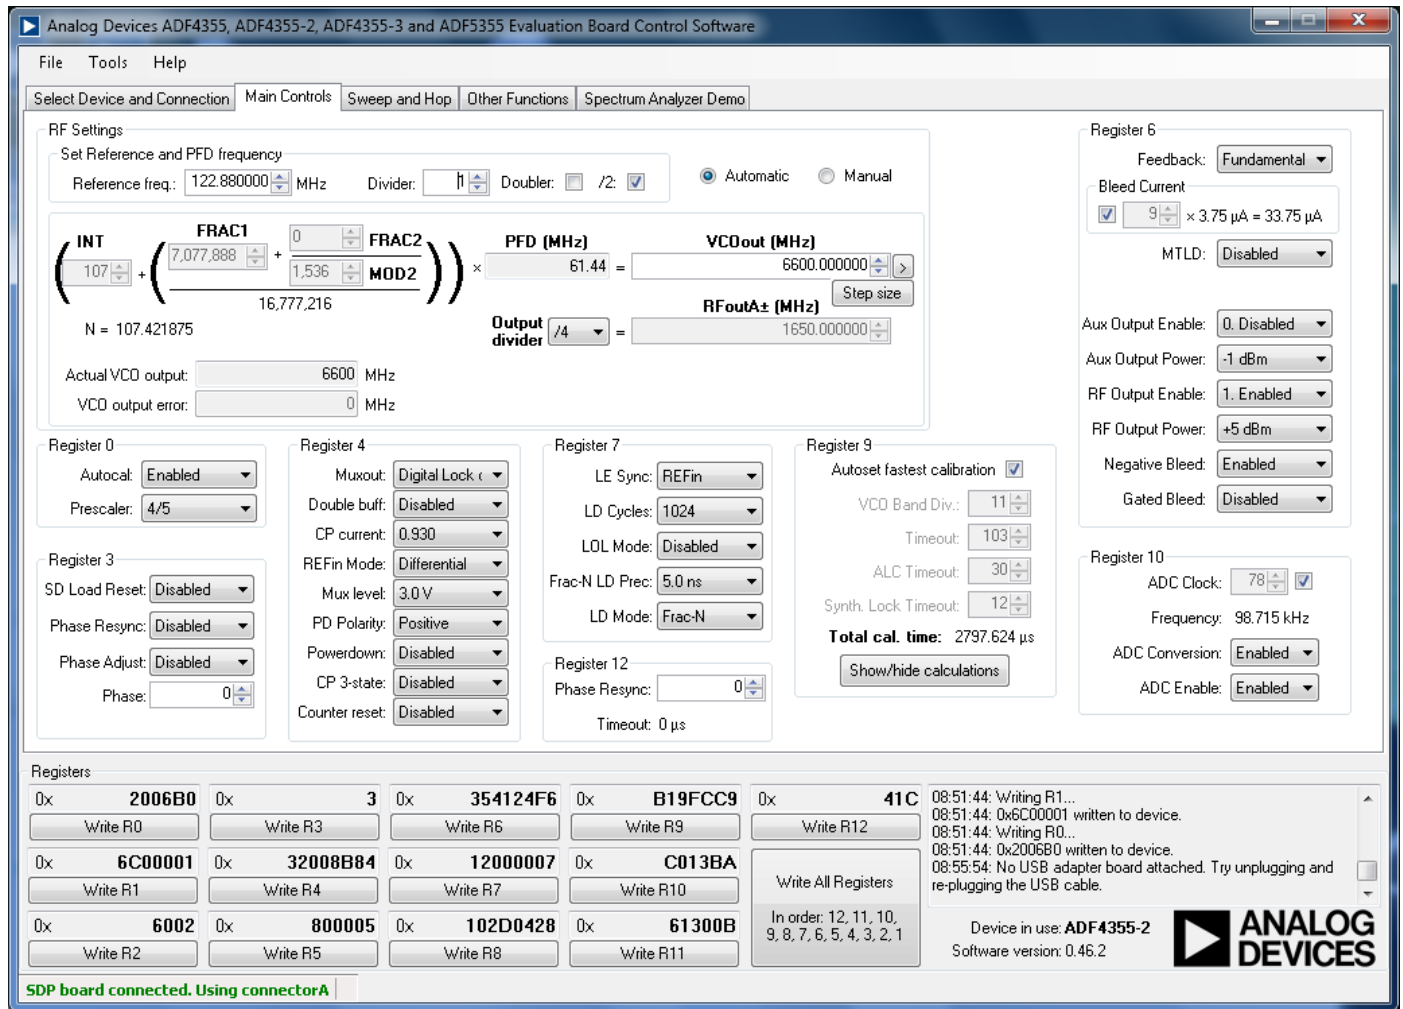 Analog Devices ADF4355, ADF4355-2, ADF4355-3 and ADF5355 Evaluation Board Control Software
File Tools Help
Select Device and Connection Main Controls Sweep and Hop Other Functions Spectrum Analyzer Demo
RF Settings
Set Reference and PFD frequency
Reference freq.: 122.880000 MHz Divider: 1 Doubler: /2:
Automatic Manual
INT FRAC1 0 FRAC2 PFD (MHz) VCOout (MHz)
107 + ( 7,077,888 + 1,536 MOD2 ) × 61.44 = 6600.000000 >
16,777,216
Step size
RFoutA± (MHz)
N = 107.421875
Output divider /4 = 1650.000000
Actual VCO output: 6600 MHz
VCO output error: 0 MHz
Register 0
Autocal: Enabled
Prescaler: 4/5
Register 3
SD Load Reset: Disabled
Phase Resync: Disabled
Phase Adjust: Disabled
Phase: 0
Register 4
Muxout: Digital Lock
Double buff: Disabled
CP current: 0.930
REFin Mode: Differential
Mux level: 3.0 V
PD Polarity: Positive
Powerdown: Disabled
CP 3-state: Disabled
Counter reset: Disabled
Register 7
LE Sync: REFin
LD Cycles: 1024
LOL Mode: Disabled
Frac-N LD Prec: 5.0 ns
LD Mode: Frac-N
Register 12
Phase Resync: 0
Timeout: 0 µs
Register 9
Autoset fastest calibration
VCO Band Div.: 11
Timeout: 103
ALC Timeout: 30
Synth. Lock Timeout: 12
Total cal. time: 2797.624 µs
Show/hide calculations
Register 6
Feedback: Fundamental
Bleed Current
9 × 3.75 µA = 33.75 µA
MTLD: Disabled
Aux Output Enable: 0. Disabled
Aux Output Power: -1 dBm
RF Output Enable: 1. Enabled
RF Output Power: +5 dBm
Negative Bleed: Enabled
Gated Bleed: Disabled
Register 10
ADC Clock: 78
Frequency: 98.715 kHz
ADC Conversion: Enabled
ADC Enable: Enabled
Registers
0x 2006B0 0x 3 0x 354124F6 0x B19FCC9 0x 41C
Write R0 Write R3 Write R6 Write R9 Write R12
0x 6C00001 0x 32008B84 0x 12000007 0x C013BA
Write R1 Write R4 Write R7 Write R10
0x 6002 0x 800005 0x 102D0428 0x 61300B
Write R2 Write R5 Write R8 Write R11
Write All Registers
In order: 12, 11, 10,
9, 8, 7, 6, 5, 4, 3, 2, 1
08:51:44: Writing R1...
08:51:44: 0x6C00001 written to device.
08:51:44: Writing R0...
08:51:44: 0x2006B0 written to device.
08:55:54: No USB adapter board attached. Try unplugging and
re-plugging the USB cable.
Device in use: ADF4355-2
Software version: 0.46.2
ANALOG
DEVICES
SDP board connected. Using connectorA